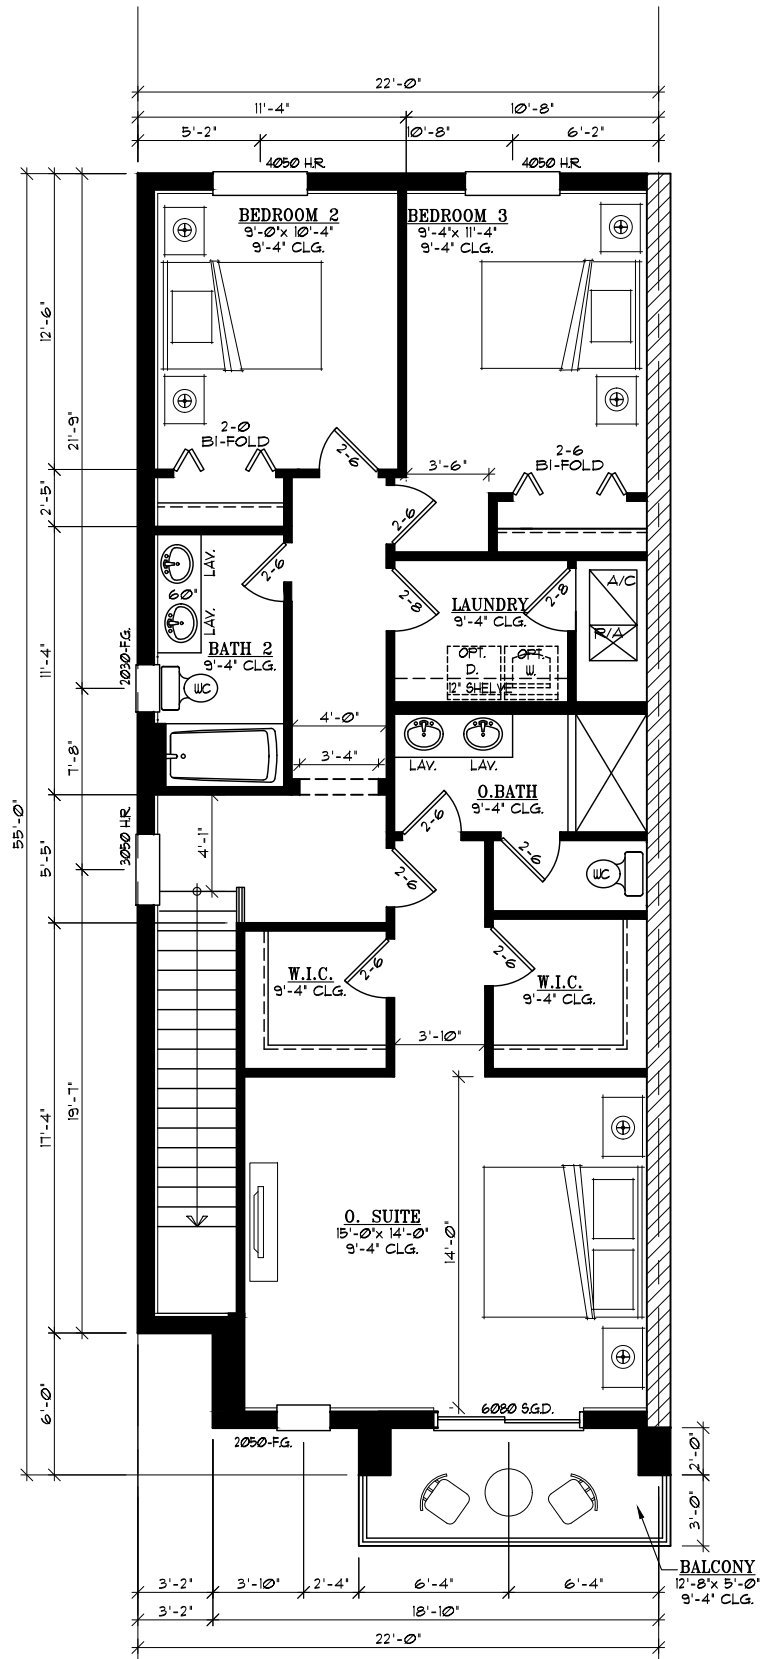 22'-0"
11'-4"
10'-8"
5'-2"
10'-8"
6'-2"
4050 H.R.
4050 H.R.
BEDROOM 2
9'-0"x 10'-4"
9'-4" CLG.
BEDROOM 3
9'-4"x 11'-4"
9'-4" CLG.
12'-6"
21'-9"
2-0
BI-FOLD
2-6
2-6
BI-FOLD
3'-6"
2'-5"
2-6
LAV.
2-6
60"
LAV.
BATH 2
9'-4" CLG.
2-8
LAUNDRY
9'-4" CLG.
2-8
A/C
R/A
OPT.
D.
OPT.
W.
12" SHELVE
11'-4"
2030-F.G.
WC
4'-0"
3'-4"
7'-8"
LAV.
LAV.
O.BATH
9'-4" CLG.
2-6
55'-0"
5'-5"
3050 H.R.
4'-1"
2-6
2-6
WC
W.I.C.
9'-4" CLG.
2-6
2-6
W.I.C.
9'-4" CLG.
3'-10"
17'-4"
19'-7"
O. SUITE
15'-0"x 14'-0"
9'-4" CLG.
14'-0"
6'-0"
6080 S.G.D.
2050-F.G.
2'-0"
3'-0"
BALCONY
12'-8"x 5'-0"
9'-4" CLG.
3'-2"
3'-10"
2'-4"
6'-4"
6'-4"
3'-2"
18'-10"
22'-0"